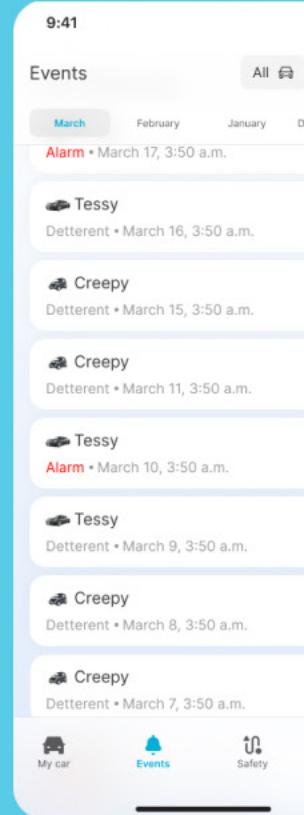 9:41
Events
All
March February January D
Alarm • March 17, 3:50 a.m.
Tessy
Detterent • March 16, 3:50 a.m.
Creepy
Detterent • March 15, 3:50 a.m.
Creepy
Detterent • March 11, 3:50 a.m.
Tessy
Alarm • March 10, 3:50 a.m.
Tessy
Detterent • March 9, 3:50 a.m.
Creepy
Detterent • March 8, 3:50 a.m.
Creepy
Detterent • March 7, 3:50 a.m.
My car Events Safety